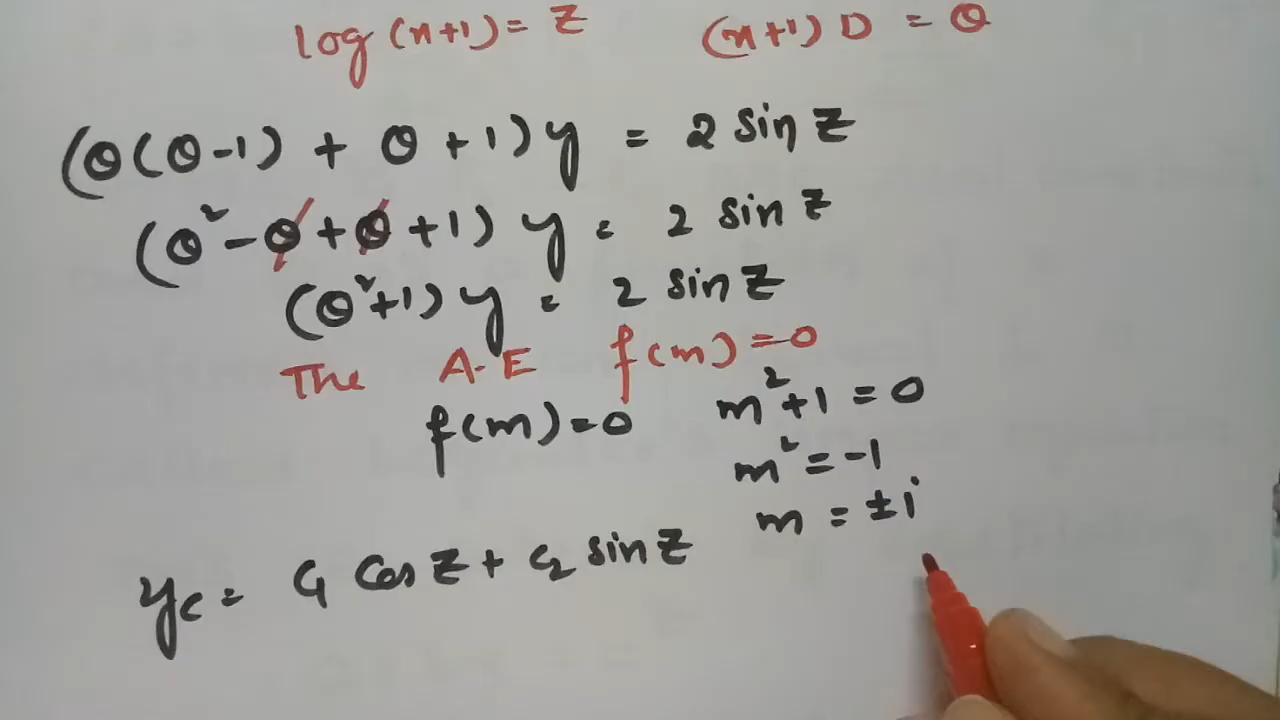 log (x+1) = z (x+1) D = θ
(θ(θ-1) + θ +1) y = 2 sin z
(θ² - θ + θ +1) y = 2 sin z
(θ²+1) y = 2 sin z
The A.E f(m) = 0
f(m) = 0 m²+1 = 0
m² = -1
m = ±i
y_c = c₁ cos z + c₂ sin z